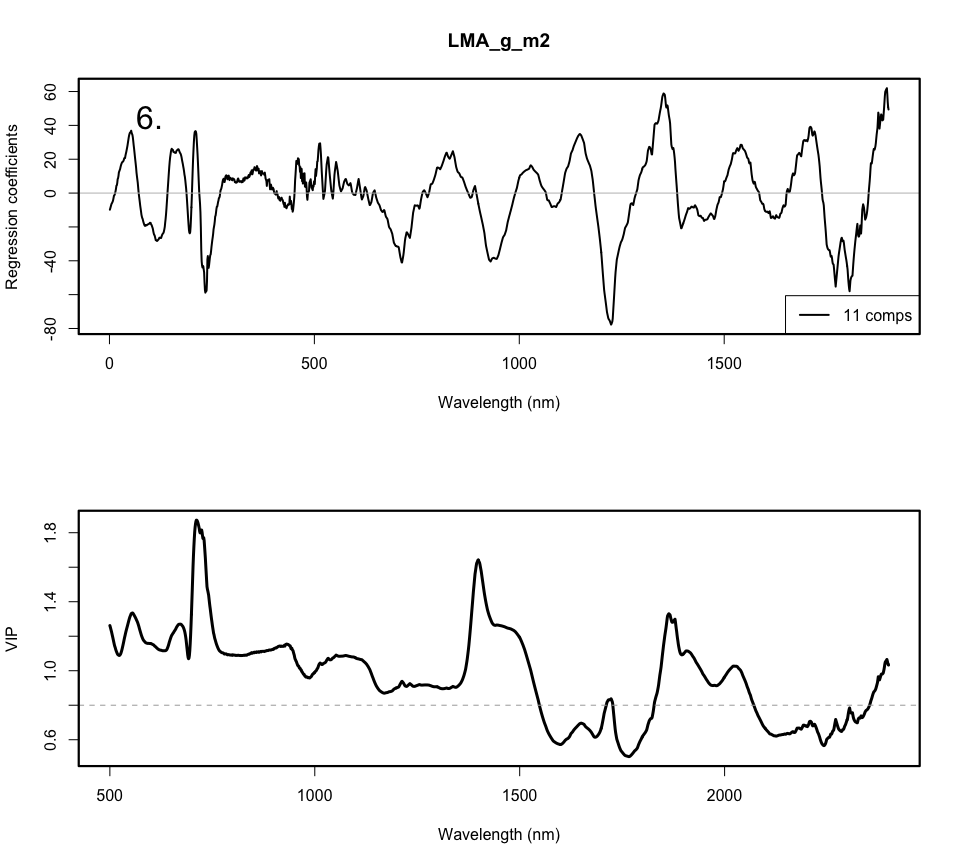 LMA_g_m2
60
40
20
0
-40
-80
Regression coefficients
6.
11 comps
0 500 1000 1500
Wavelength (nm)
1.8
1.4
1.0
0.6
VIP
500 1000 1500 2000
Wavelength (nm)